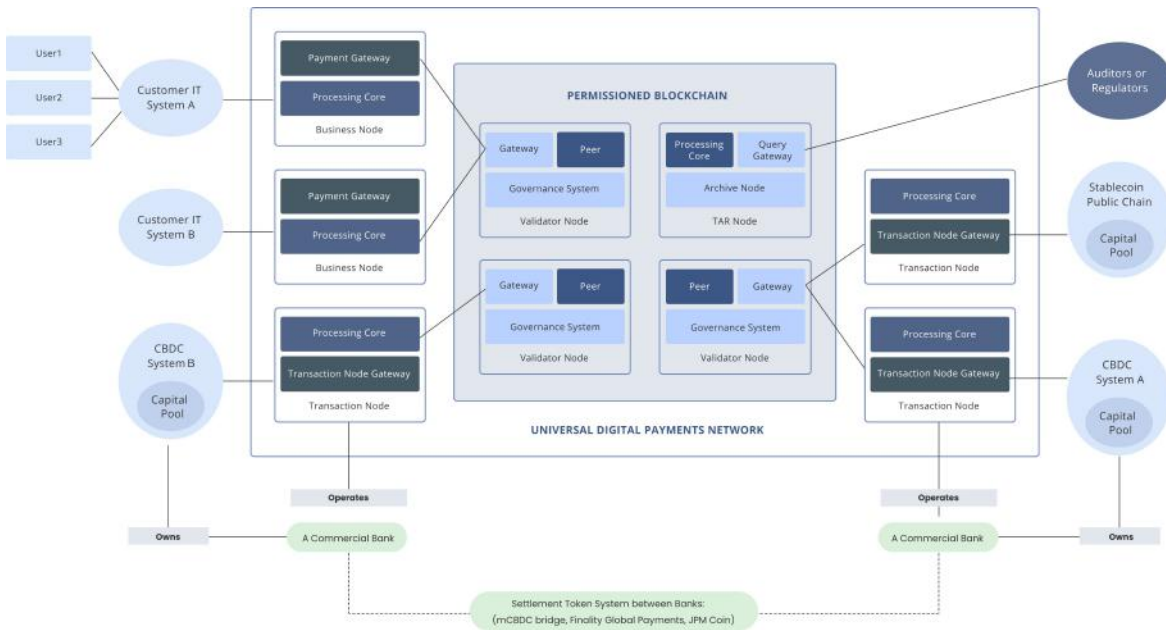 User1
User2
User3
Customer IT
System A
Customer IT
System B
CBDC
System B
Capital
Pool
Payment Gateway
Processing Core
Business Node
Payment Gateway
Processing Core
Business Node
Processing Core
Transaction Node Gateway
Transaction Node
PERMISSIONED BLOCKCHAIN
Gateway
Peer
Governance System
Validator Node
Processing
Core
Query
Gateway
Archive Node
TAR Node
Gateway
Peer
Governance System
Validator Node
Peer
Gateway
Governance System
Validator Node
UNIVERSAL DIGITAL PAYMENTS NETWORK
Processing Core
Transaction Node Gateway
Transaction Node
Processing Core
Transaction Node Gateway
Transaction Node
Auditors or
Regulators
Stablecoin
Public Chain
Capital
Pool
CBDC
System A
Capital
Pool
Operates
Operates
Owns
A Commercial Bank
A Commercial Bank
Owns
Settlement Token System between Banks:
(mCBDC bridge, Finality Global Payments, JPM Coin)